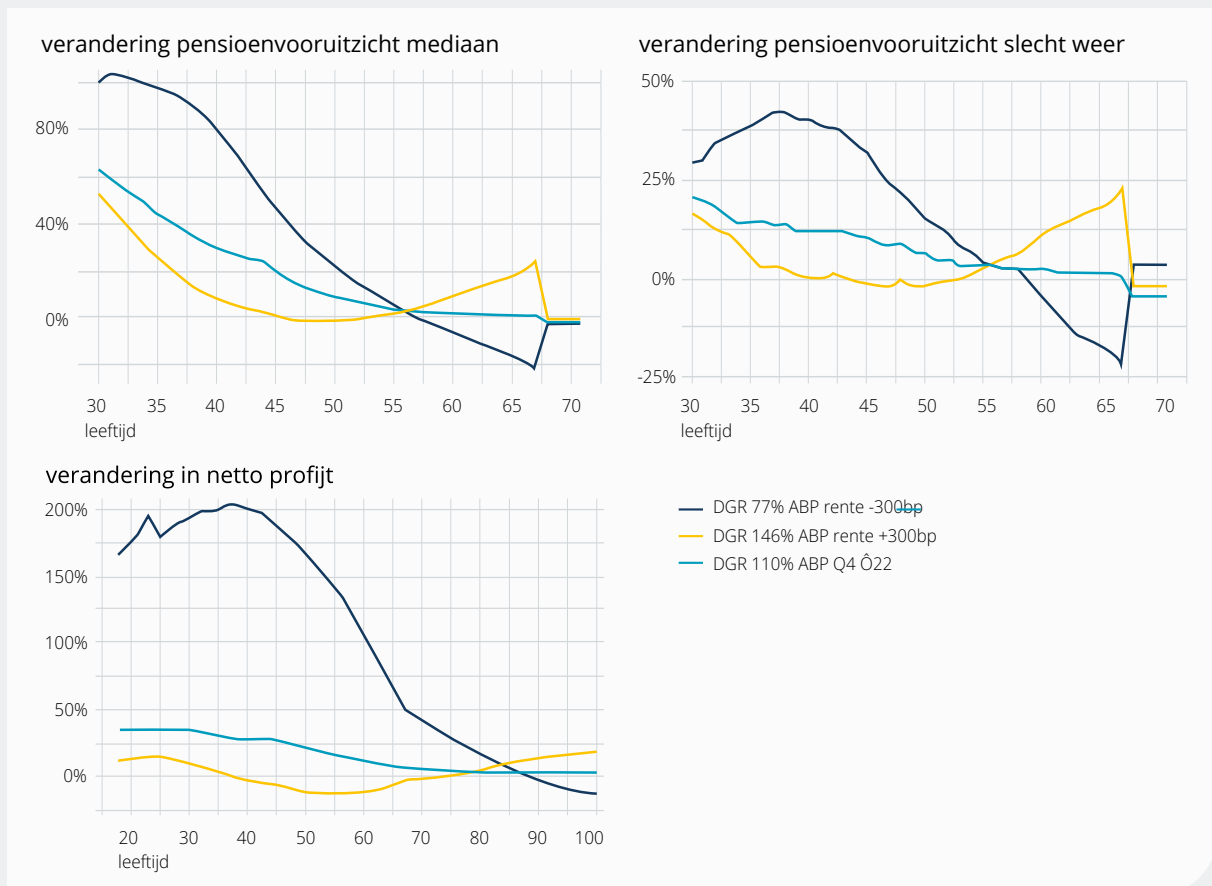 verandering pensioenvooruitzicht mediaan
80%
40%
0%
30 35 40 45 50 55 60 65 70
leeftijd
verandering pensioenvooruitzicht slecht weer
50%
25%
0%
-25%
30 35 40 45 50 55 60 65 70
leeftijd
verandering in netto profijt
200%
150%
100%
50%
0%
20 30 40 50 60 70 80 90 100
leeftijd
DGR 77% ABP rente -300bp
DGR 146% ABP rente +300bp
DGR 110% ABP Q4 Ô22